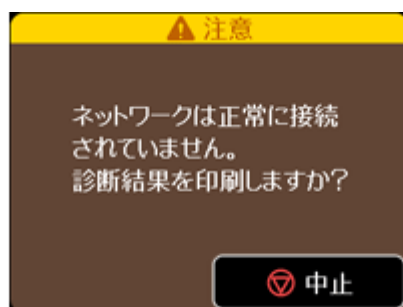 注意
ネットワークは正常に接続
されていません。
診断結果を印刷しますか?
中止